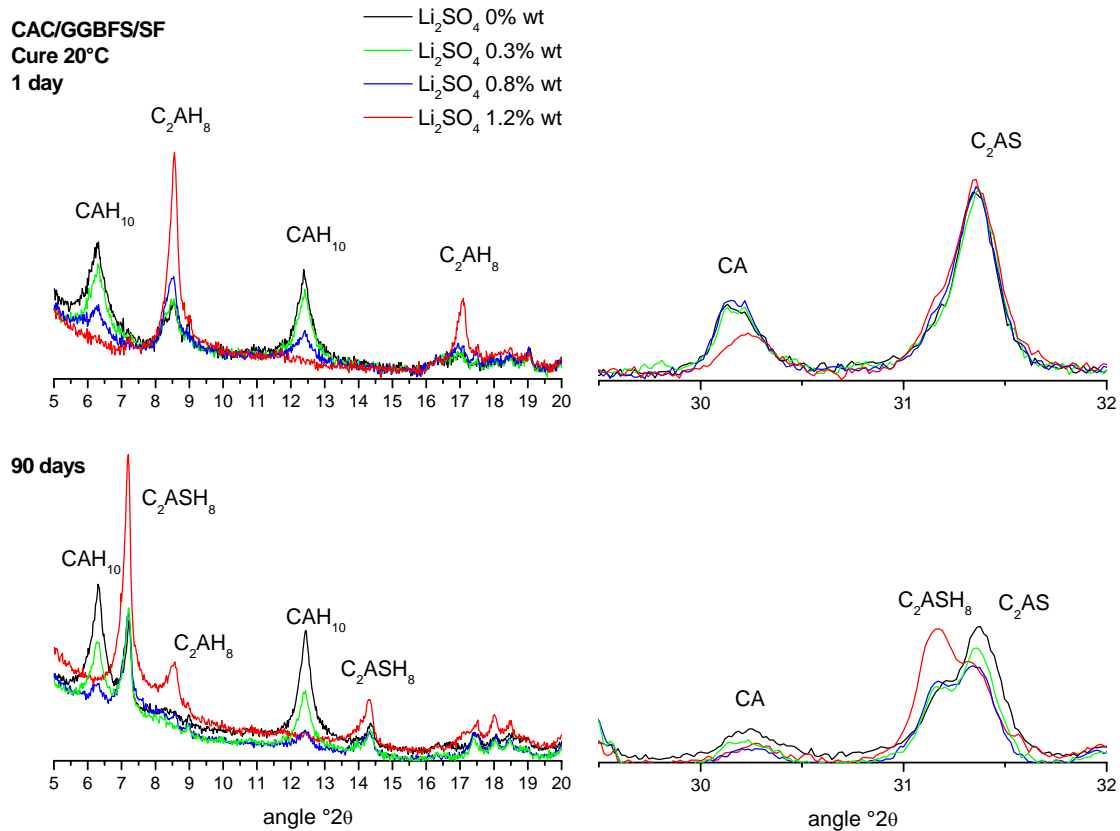 CAC/GGBFS/SF
Cure 20°C
1 day
Li₂SO₄ 0% wt
Li₂SO₄ 0.3% wt
Li₂SO₄ 0.8% wt
Li₂SO₄ 1.2% wt
C₂AH₈
CAH₁₀
CAH₁₀
C₂AH₈
CA
C₂AS
5 6 7 8 9 10 11 12 13 14 15 16 17 18 19 20
30 31 32
90 days
C₂ASH₈
CAH₁₀
C₂AH₈
CAH₁₀
C₂ASH₈
CA
C₂ASH₈
C₂AS
5 6 7 8 9 10 11 12 13 14 15 16 17 18 19 20
30 31 32
angle °2θ
angle °2θ